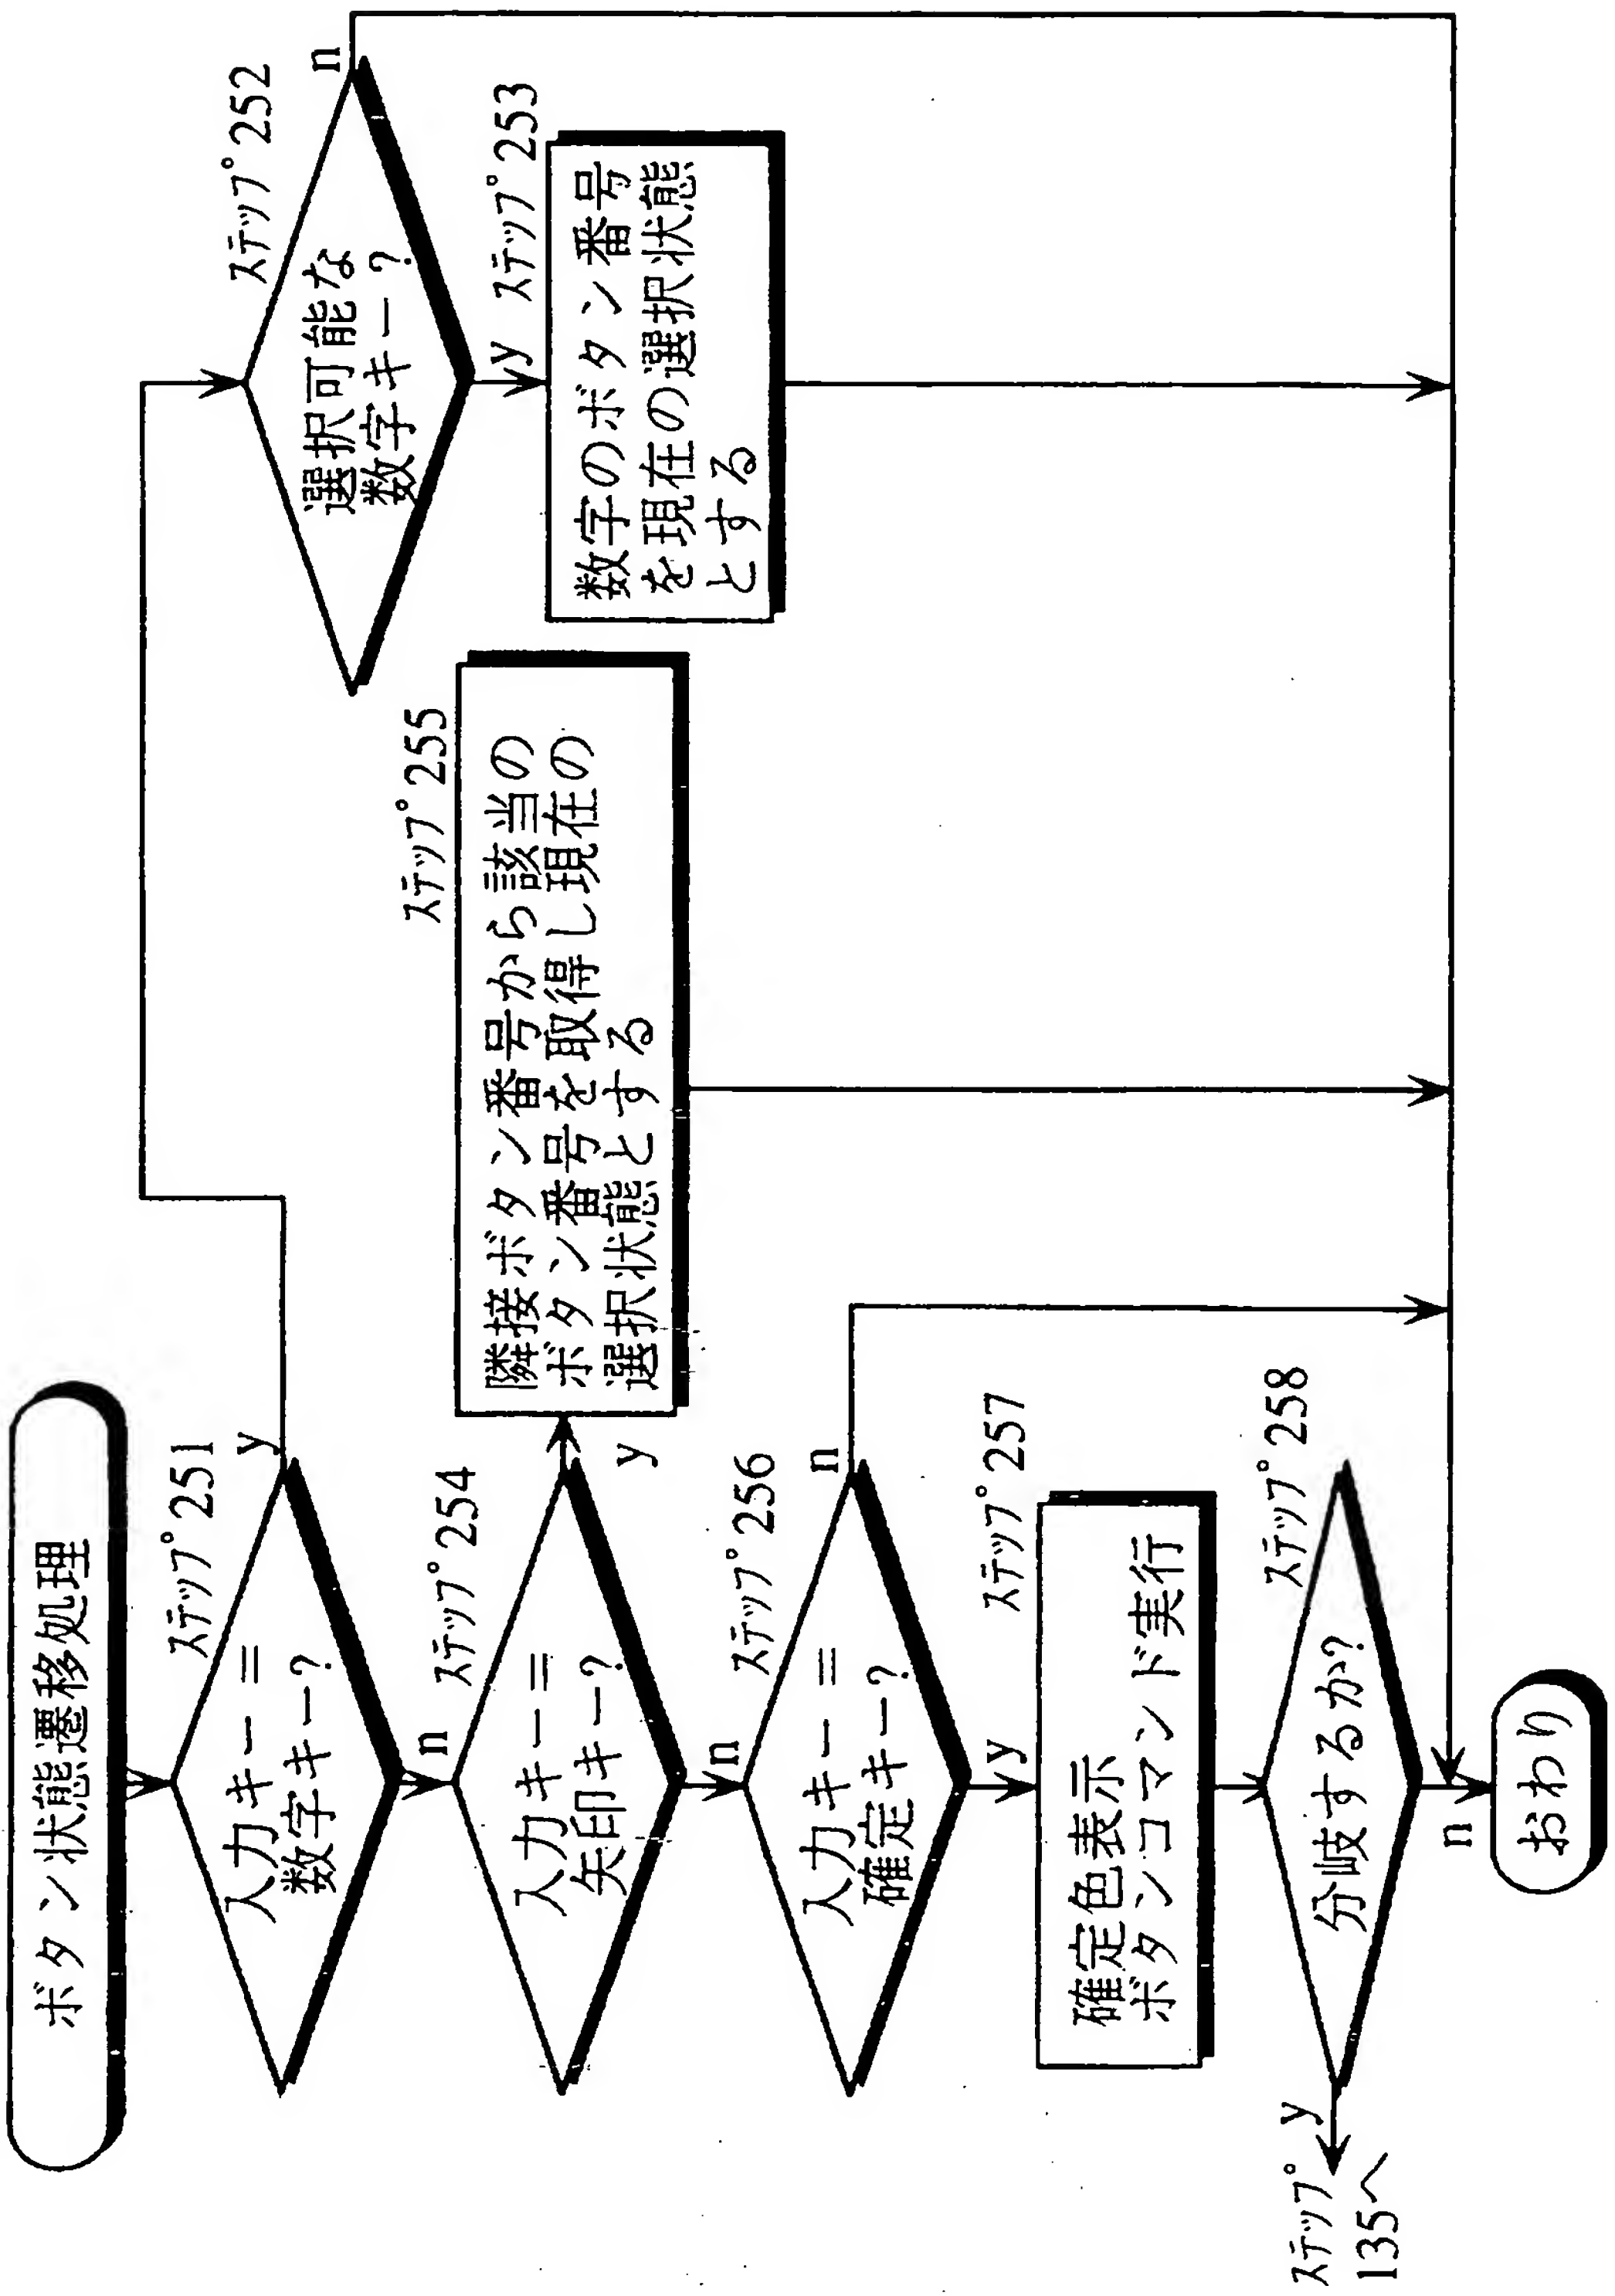 ボタン状態遷移処理
ステップ251
入力キー＝
数字キー？
y
n
ステップ252
選択可能な
数字キー？
n
y
ステップ253
数字のボタン番号
を現在の選択状態
とする
ステップ254
入力キー＝
矢印キー？
y
n
ステップ255
隣接ボタン番号から該当の
ボタン番号を取得し現在の
選択状態とする
ステップ256
入力キー＝
確定キー？
n
y
ステップ257
確定色表示
ボタンコマンド実行
ステップ258
分岐するか？
y
ステップ
135へ
n
おわり